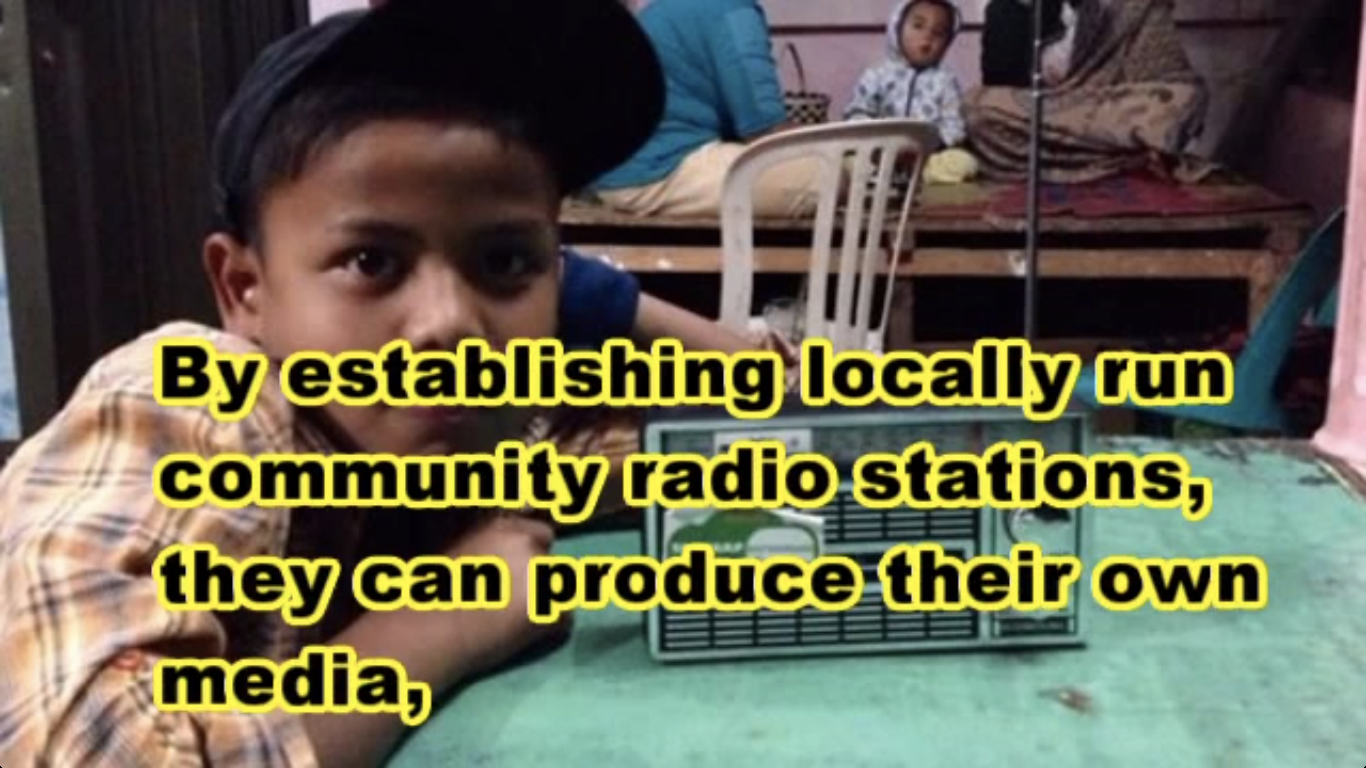 By establishing locally run
community radio stations,
they can produce their own
media,